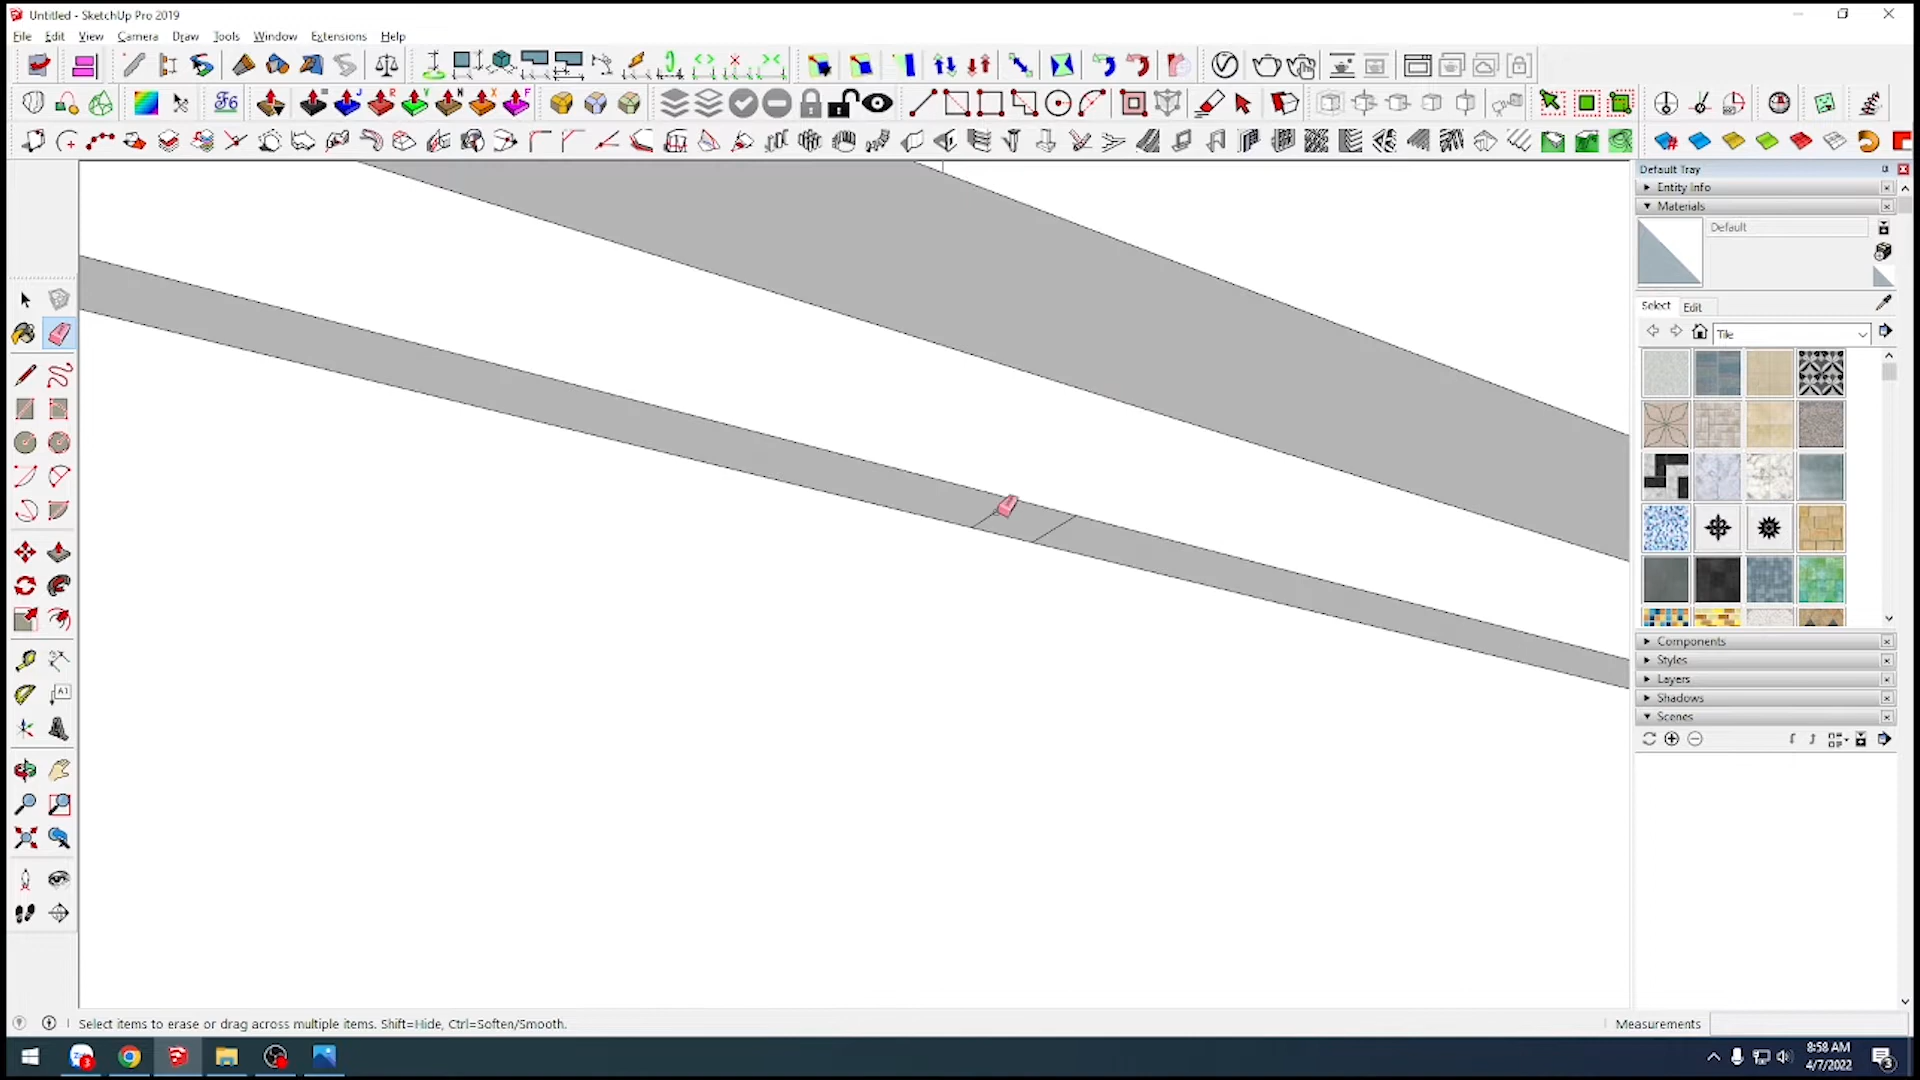 Untitled - SketchUp Pro 2019
File Edit View Camera Draw Tools Window Extensions Help
Default Tray
Entity Info
Materials
Default
Select Edit
Tile
Components
Styles
Layers
Shadows
Scenes
Select items to erase or drag across multiple items. Shift=Hide, Ctrl=Soften/Smooth.
Measurements
8:58 AM
4/7/2022